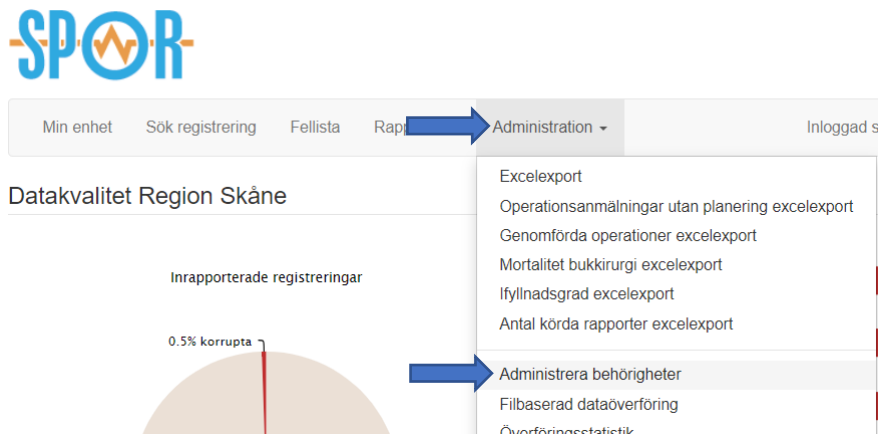 SPOR
Min enhet Sök registrering Fellista Administration Inloggad
Datakvalitet Region Skåne
Excelexport
Operationsanmälningar utan planering excelexport
Genomförda operationer excelexport
Mortalitet bukkirurgi excelexport
Ifyllnadsgrad excelexport
Antal körda rapporter excelexport
Administrera behörigheter
Filbaserad dataöverföring
Överföringsstatistik
Inrapporterade registreringar
0.5% korrupta